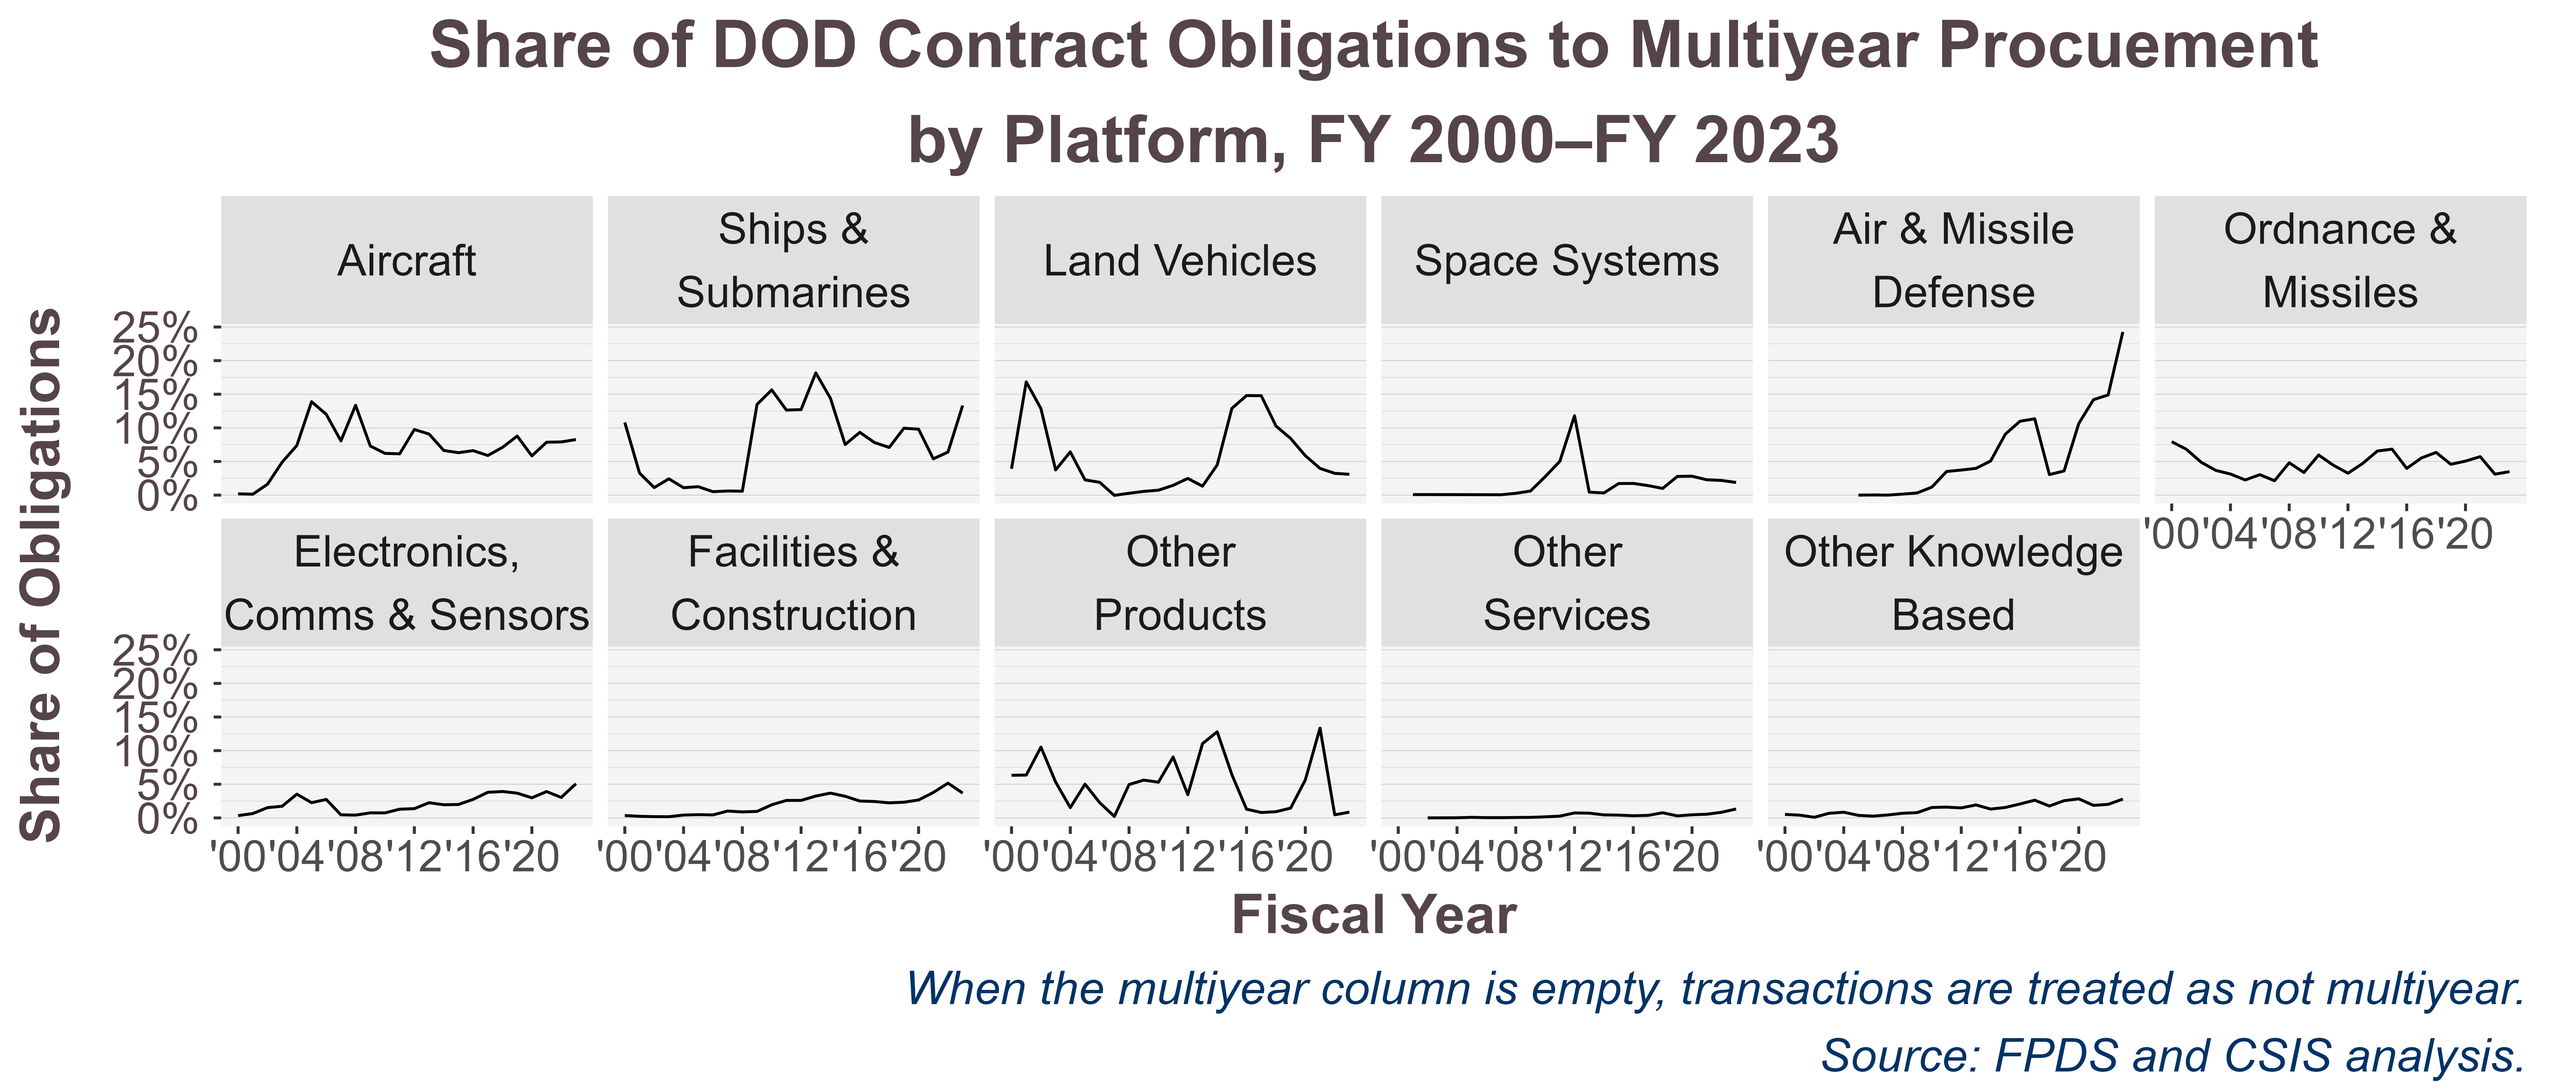 Share of DOD Contract Obligations to Multiyear Procuement
by Platform, FY 2000–FY 2023
Share of Obligations
Aircraft
Ships &
Submarines
Land Vehicles
Space Systems
Air & Missile
Defense
Ordnance &
Missiles
25%
20%
15%
10%
5%
0%
'00 '04 '08 '12 '16 '20
Electronics,
Comms & Sensors
Facilities &
Construction
Other
Products
Other
Services
Other Knowledge
Based
25%
20%
15%
10%
5%
0%
'00 '04 '08 '12 '16 '20
'00 '04 '08 '12 '16 '20
'00 '04 '08 '12 '16 '20
'00 '04 '08 '12 '16 '20
'00 '04 '08 '12 '16 '20
Fiscal Year
When the multiyear column is empty, transactions are treated as not multiyear.
Source: FPDS and CSIS analysis.